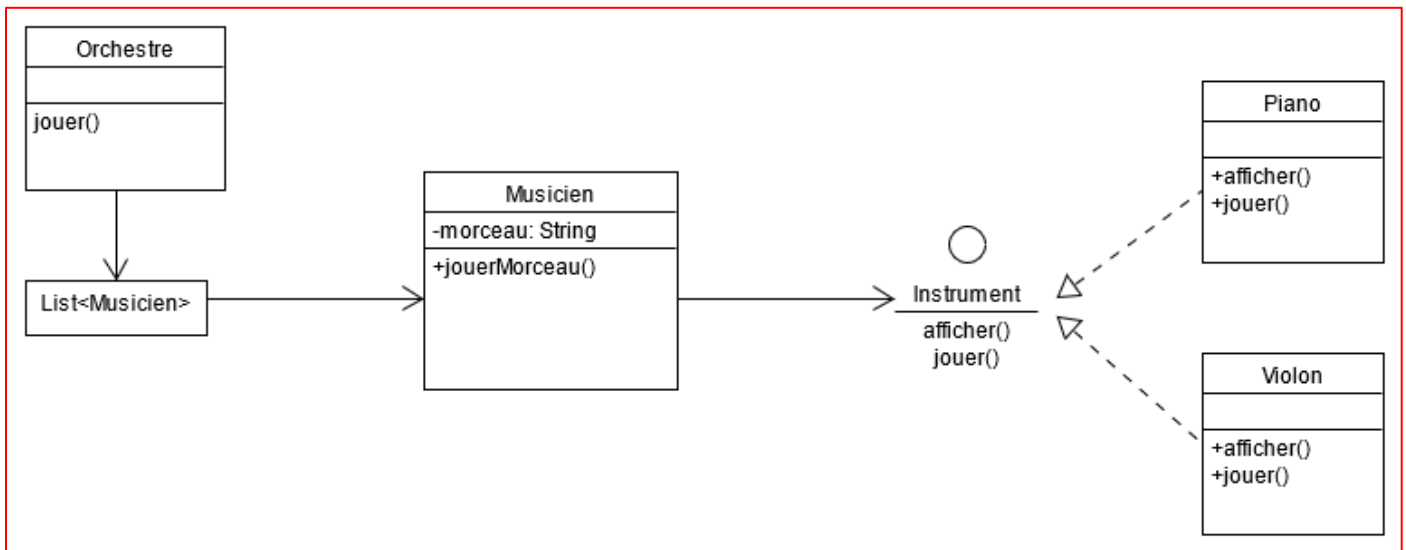 Orchestre
jouer()
List<Musicien>
Musicien
-morceau: String
+jouerMorceau()
Instrument
afficher()
jouer()
Piano
+afficher()
+jouer()
Violon
+afficher()
+jouer()